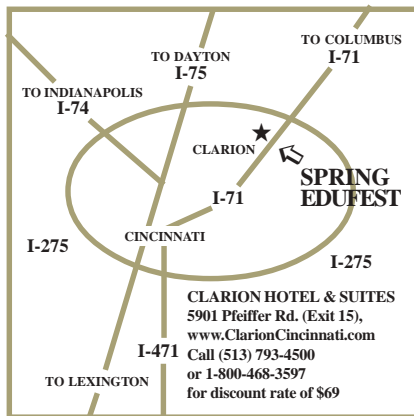 TO COLUMBUS
I-71
TO DAYTON
I-75
TO INDIANAPOLIS
I-74
CLARION
SPRING
EDUFEST
I-71
CINCINNATI
I-275
I-275
CLARION HOTEL & SUITES
5901 Pfeiffer Rd. (Exit 15),
www.ClarionCincinnati.com
Call (513) 793-4500
or 1-800-468-3597
for discount rate of $69
I-471
TO LEXINGTON